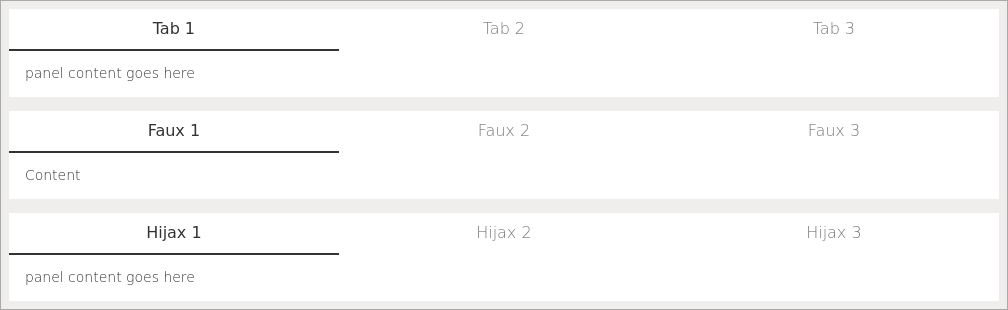 Tab 1 Tab 2 Tab 3
panel content goes here
Faux 1 Faux 2 Faux 3
Content
Hijax 1 Hijax 2 Hijax 3
panel content goes here